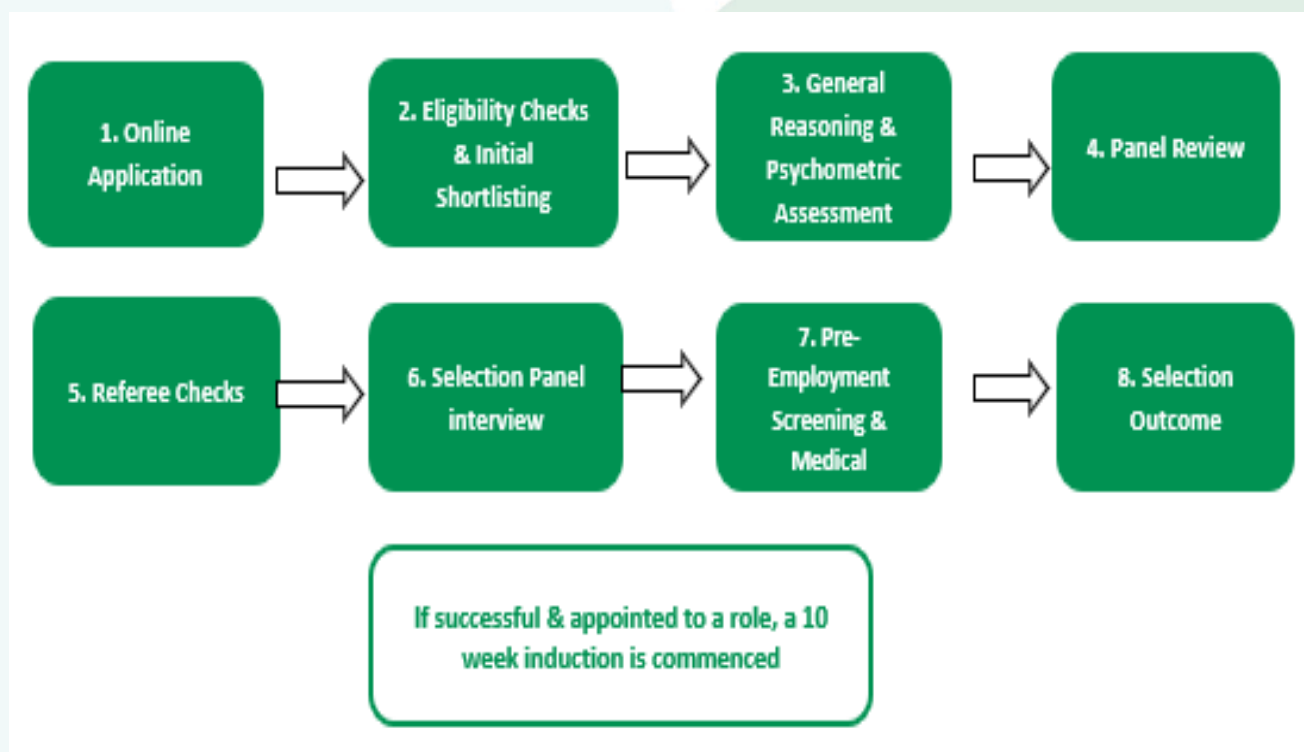 1. Online
Application
2. Eligibility Checks
& Initial
Shortlisting
3. General
Reasoning &
Psychometric
Assessment
4. Panel Review
5. Referee Checks
6. Selection Panel
interview
7. Pre-
Employment
Screening &
Medical
8. Selection
Outcome
If successful & appointed to a role, a 10
week induction is commenced